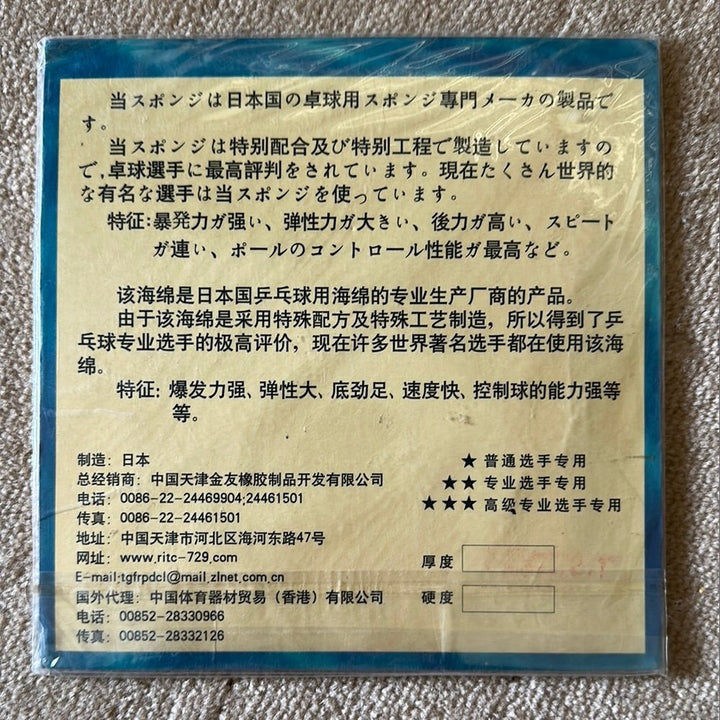 当スポンジは日本国の卓球用スポンジ専門メーカの製品で
す。
当スポンジは特别配合及び特别工程で製造していますの
で,卓球選手に最高評判をされています。現在たくさん世界的
な有名な選手は当スポンジを使っています。
特征:暴発力ガ强い、弹性力ガ大きい、後力ガ高い、スピート
ガ連い、ポールのコントロール性能ガ最高など。
该海绵是日本国乒乓球用海绵的专业生产厂商的产品。
由于该海绵是采用特殊配方及特殊工艺制造，所以得到了乒
乓球专业选手的极高评价，现在许多世界著名选手都在使用该海
绵。
特征: 爆发力强、弹性大、底劲足、速度快、控制球的能力强等
等。
制造: 日本
总经销商: 中国天津金友橡胶制品开发有限公司
电话: 0086-22-24469904;24461501
传真: 0086-22-24461501
地址: 中国天津市河北区海河东路47号
网址: www.ritc-729.com
E-mail:tgfrpdcl@mail.zlnet.com.cn
国外代理: 中国体育器材贸易（香港）有限公司
电话: 00852-28330966
传真: 00852-28332126
★ 普通选手专用
★★ 专业选手专用
★★★ 高级专业选手专用
厚度
硬度